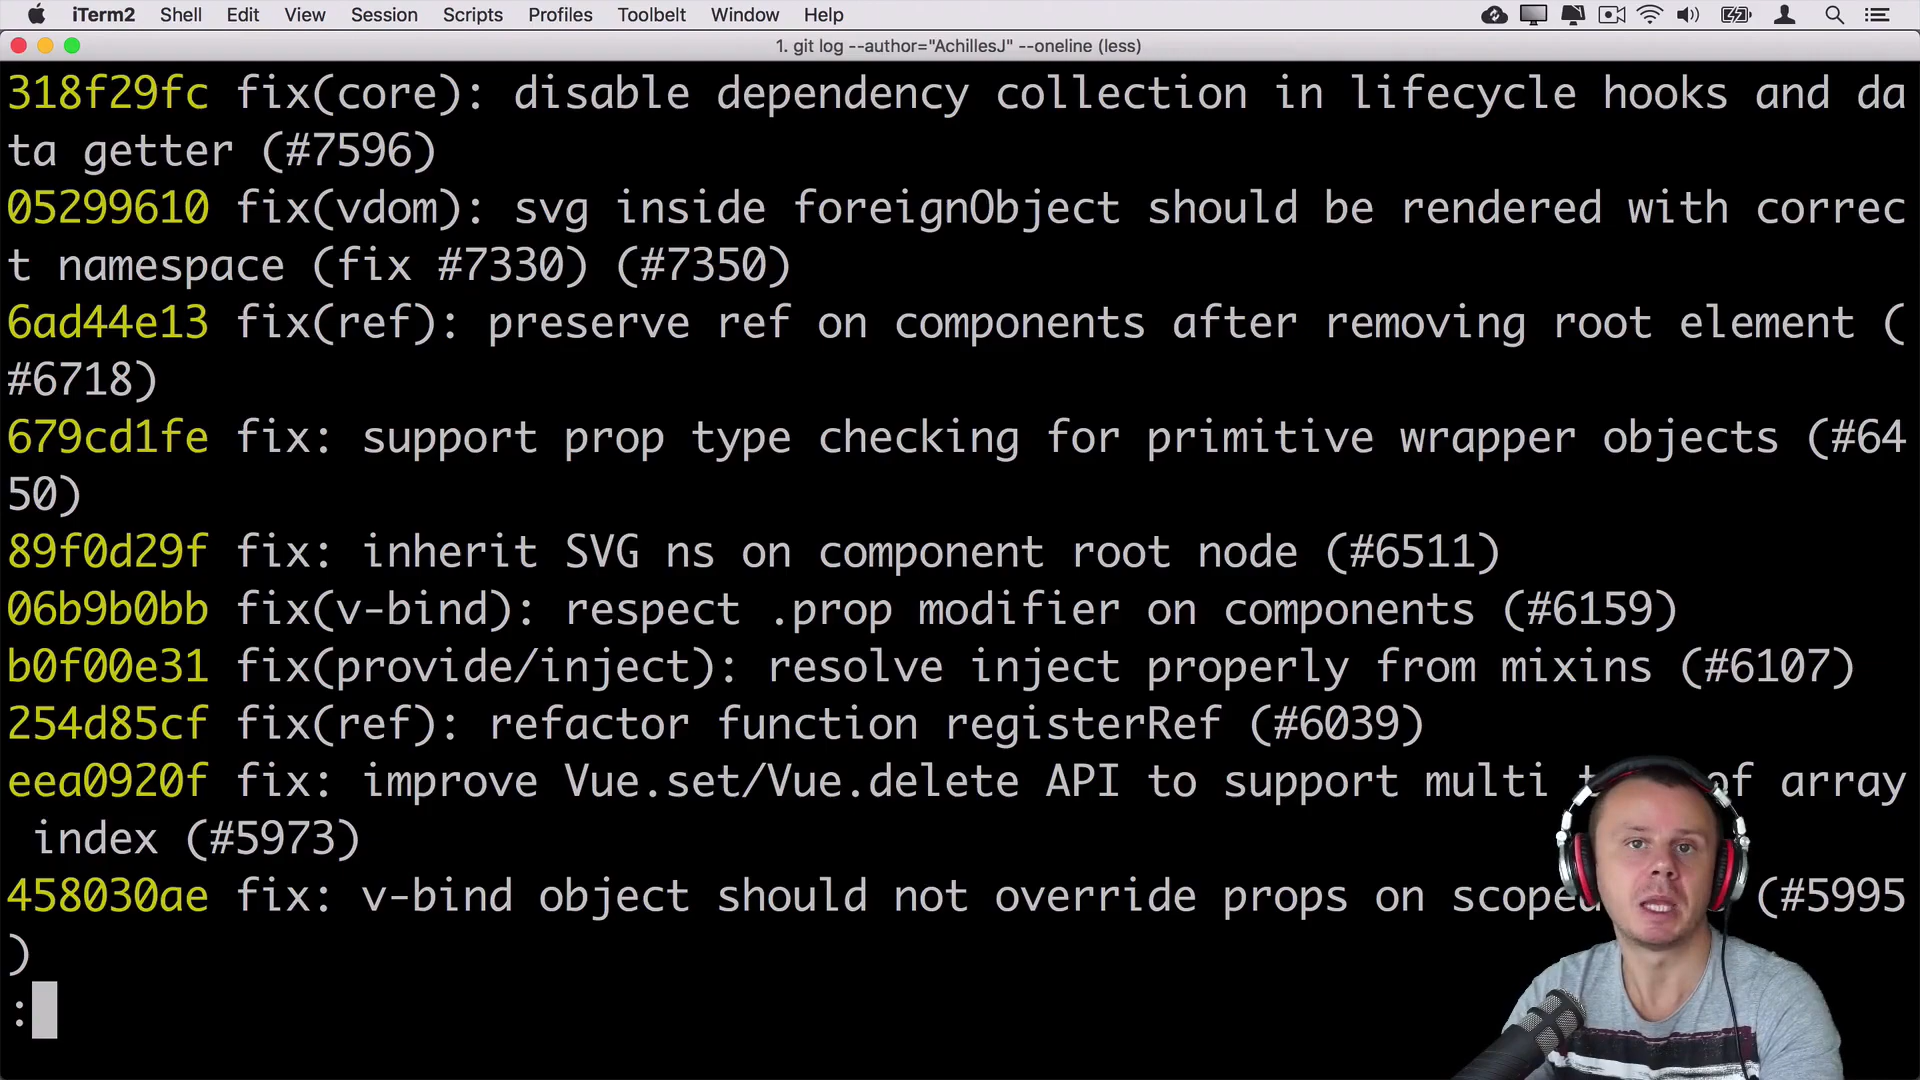 iTerm2 Shell Edit View Session Scripts Profiles Toolbelt Window Help
1. git log --author="AchillesJ" --oneline (less)
318f29fc fix(core): disable dependency collection in lifecycle hooks and da
ta getter (#7596)
05299610 fix(vdom): svg inside foreignObject should be rendered with correc
t namespace (fix #7330) (#7350)
6ad44e13 fix(ref): preserve ref on components after removing root element (
#6718)
679cd1fe fix: support prop type checking for primitive wrapper objects (#64
50)
89f0d29f fix: inherit SVG ns on component root node (#6511)
06b9b0bb fix(v-bind): respect .prop modifier on components (#6159)
b0f00e31 fix(provide/inject): resolve inject properly from mixins (#6107)
254d85cf fix(ref): refactor function registerRef (#6039)
eea0920f fix: improve Vue.set/Vue.delete API to support multi of array
index (#5973)
458030ae fix: v-bind object should not override props on scope (#5995
)
: